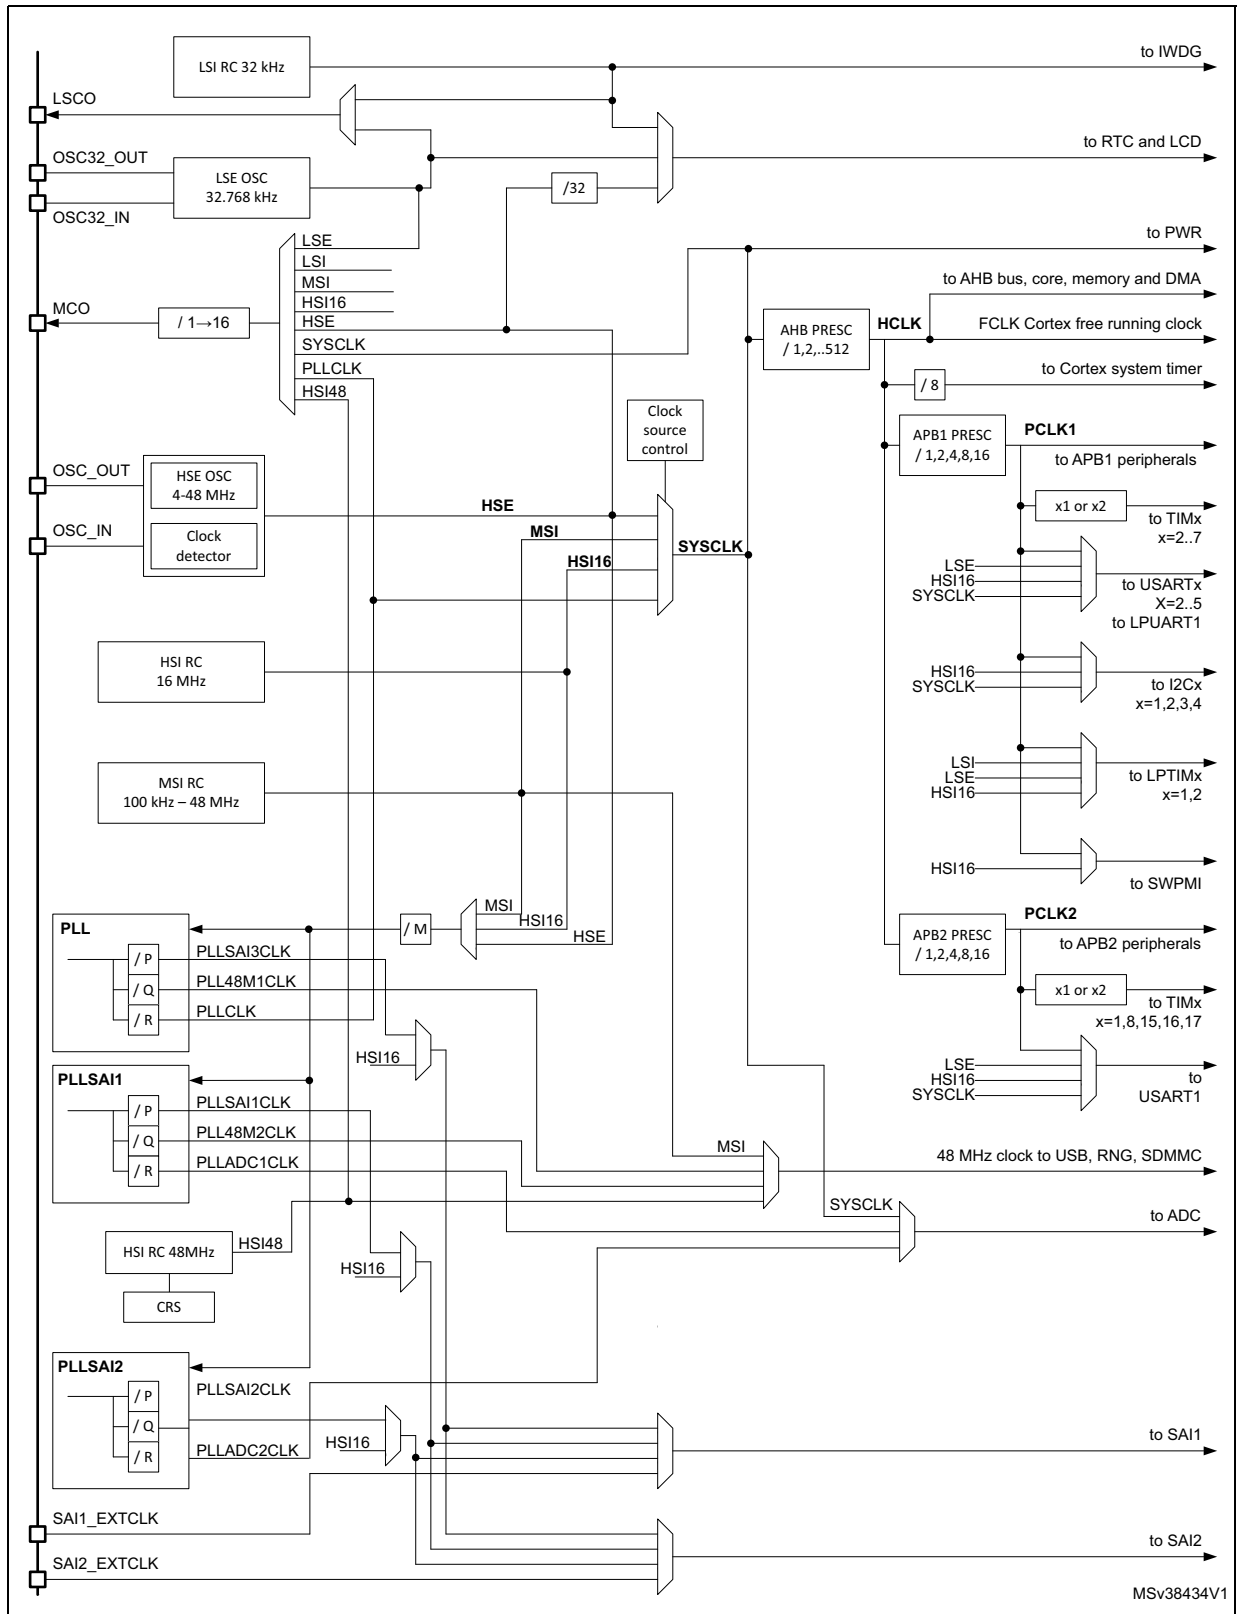 LSI RC 32 kHz
to IWDG
LSCO
OSC32_OUT
to RTC and LCD
LSE OSC
32.768 kHz
/32
OSC32_IN
LSE
to PWR
LSI
MSI
to AHB bus, core, memory and DMA
HSI16
MCO
/ 1→16
HSE
AHB PRESC
/ 1,2,..512
HCLK
FCLK Cortex free running clock
SYSCLK
PLLCLK
to Cortex system timer
HSI48
/ 8
Clock
source
control
APB1 PRESC
/ 1,2,4,8,16
PCLK1
to APB1 peripherals
OSC_OUT
HSE OSC
4-48 MHz
HSE
x1 or x2
to TIMx
x=2..7
OSC_IN
Clock
detector
MSI
HSI16
SYSCLK
LSE
HSI16
SYSCLK
to USARTx
X=2..5
to LPUART1
HSI RC
16 MHz
HSI16
SYSCLK
to I2Cx
x=1,2,3,4
MSI RC
100 kHz – 48 MHz
LSI
LSE
HSI16
to LPTIMx
x=1,2
HSI16
to SWPMI
MSI
HSI16
HSE
/ M
PLL
/ P
/ Q
/ R
PLLSAI3CLK
PLL48M1CLK
PLLCLK
HSI16
APB2 PRESC
/ 1,2,4,8,16
PCLK2
to APB2 peripherals
x1 or x2
to TIMx
x=1,8,15,16,17
LSE
HSI16
SYSCLK
to
USART1
PLLSAI1
/ P
/ Q
/ R
PLLSAI1CLK
PLL48M2CLK
PLLADC1CLK
MSI
48 MHz clock to USB, RNG, SDMMC
SYSCLK
to ADC
HSI RC 48MHz
HSI48
HSI16
CRS
PLLSAI2
/ P
/ Q
/ R
PLLSAI2CLK
PLLADC2CLK
HSI16
to SAI1
SAI1_EXTCLK
to SAI2
SAI2_EXTCLK
MSv38434V1